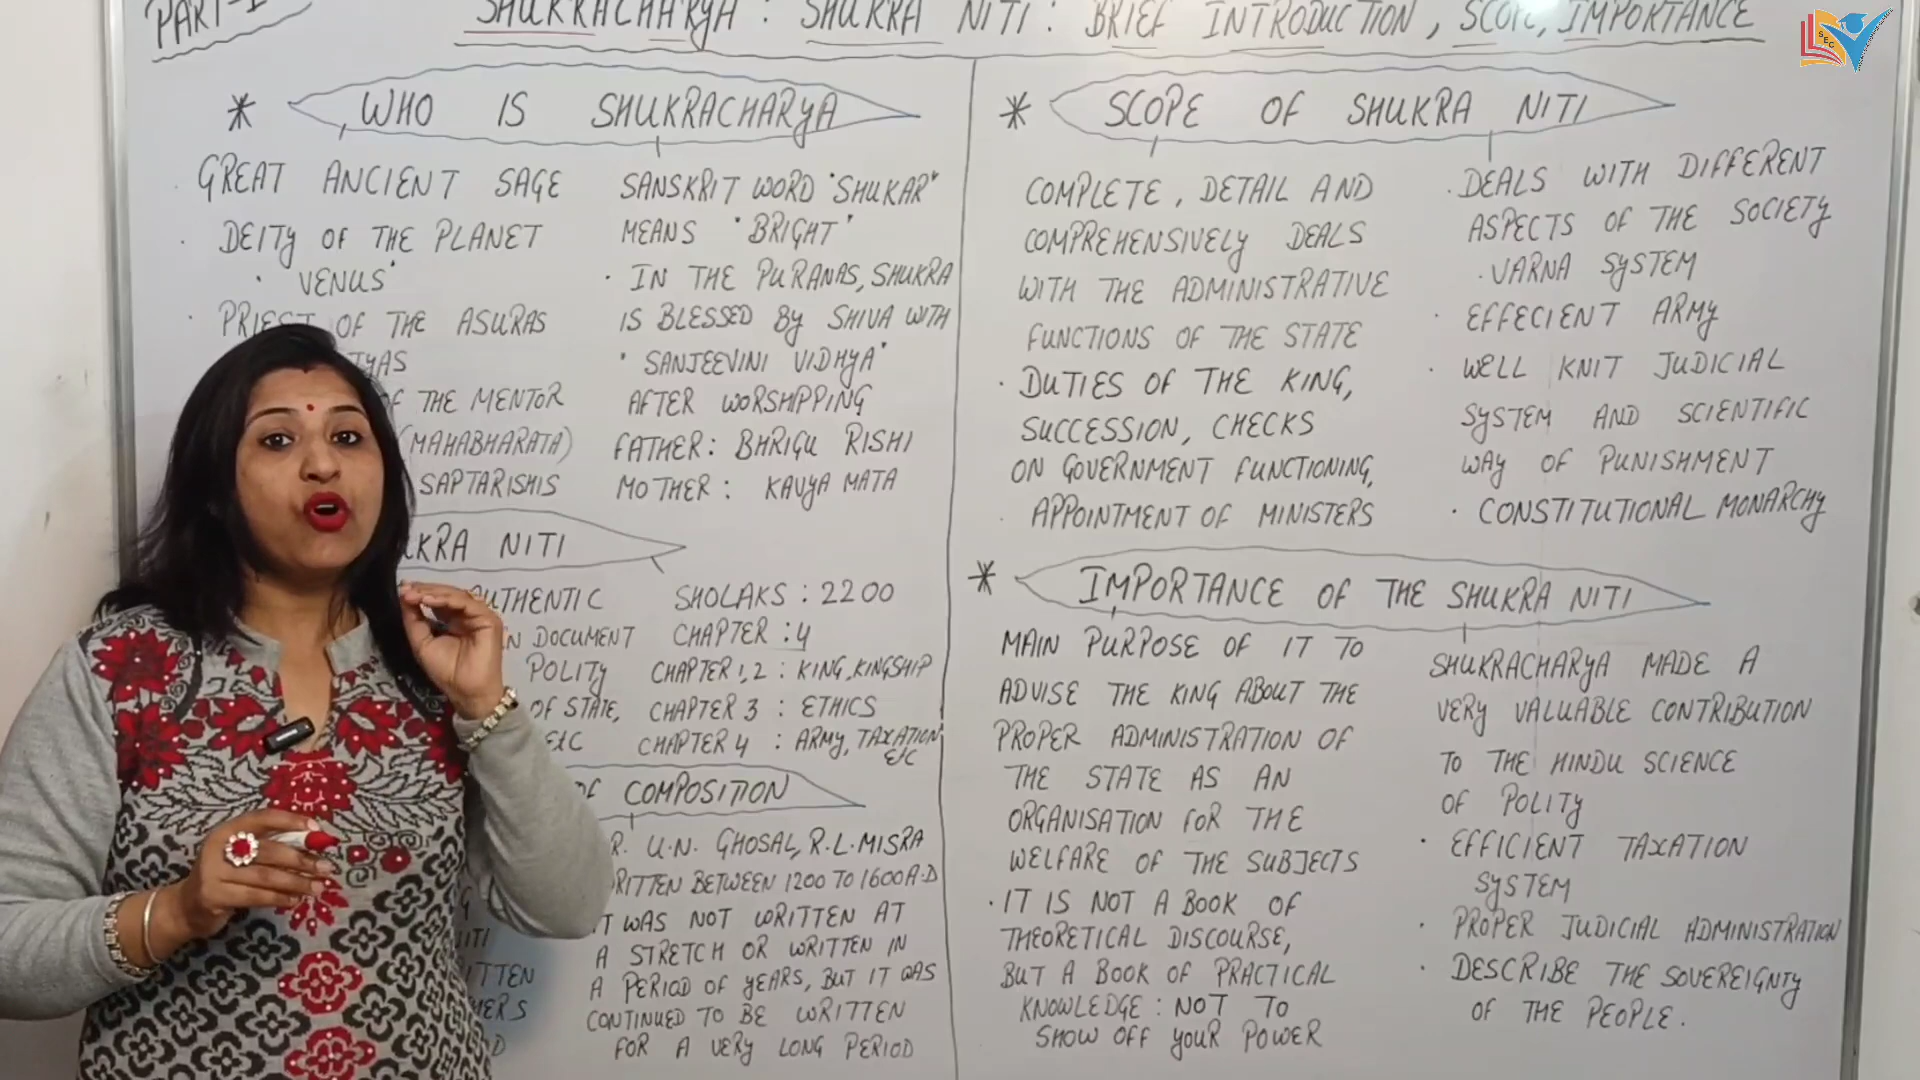 PART-I
SHUKRACHARYA : SHUKRA NITI : BRIEF INTRODUCTION, SCOPE, IMPORTANCE
SEC
* WHO IS SHUKRACHARYA
· GREAT ANCIENT SAGE
· DEITY OF THE PLANET
'VENUS'
· PRIEST OF THE ASURAS
TYAS
OF THE MENTOR
(MAHABHARATA)
SAPTARISHIS
SANSKRIT WORD "SHUKAR"
MEANS "BRIGHT"
· IN THE PURANAS, SHUKRA
IS BLESSED BY SHIVA WITH
"SANJEEVINI VIDHYA"
AFTER WORSHIPPING
FATHER: BHRIGU RISHI
MOTHER: KAVYA MATA
UKRA NITI
AUTHENTIC
IN DOCUMENT
POLITY
OF STATE,
ETC
SHOLAKS : 2200
CHAPTER : 4
CHAPTER 1,2 : KING, KINGSHIP
CHAPTER 3 : ETHICS
CHAPTER 4 : ARMY, TAXATION
ETC
OF COMPOSITION
R. U.N. GHOSAL, R.L. MISRA
RITTEN BETWEEN 1200 TO 1600 A.D
IT WAS NOT WRITTEN AT
A STRETCH OR WRITTEN IN
A PERIOD OF YEARS, BUT IT WAS
CONTINUED TO BE WRITTEN
FOR A VERY LONG PERIOD
ITI
ITTEN
HERS
OD
* SCOPE OF SHUKRA NITI
COMPLETE, DETAIL AND
COMPREHENSIVELY DEALS
WITH THE ADMINISTRATIVE
FUNCTIONS OF THE STATE
· DUTIES OF THE KING,
SUCCESSION, CHECKS
ON GOVERNMENT FUNCTIONING,
· APPOINTMENT OF MINISTERS
· DEALS WITH DIFFERENT
ASPECTS OF THE SOCIETY
· VARNA SYSTEM
· EFFECIENT ARMY
· WELL KNIT JUDICIAL
SYSTEM AND SCIENTIFIC
WAY OF PUNISHMENT
· CONSTITUTIONAL MONARCHY
* IMPORTANCE OF THE SHUKRA NITI
MAIN PURPOSE OF IT TO
ADVISE THE KING ABOUT THE
PROPER ADMINISTRATION OF
THE STATE AS AN
ORGANISATION FOR THE
WELFARE OF THE SUBJECTS
· IT IS NOT A BOOK OF
THEORETICAL DISCOURSE,
BUT A BOOK OF PRACTICAL
KNOWLEDGE : NOT TO
SHOW OFF YOUR POWER
SHUKRACHARYA MADE A
VERY VALUABLE CONTRIBUTION
TO THE HINDU SCIENCE
OF POLITY
· EFFICIENT TAXATION
SYSTEM
· PROPER JUDICIAL ADMINISTRATION
· DESCRIBE THE SOVEREIGNTY
OF THE PEOPLE.